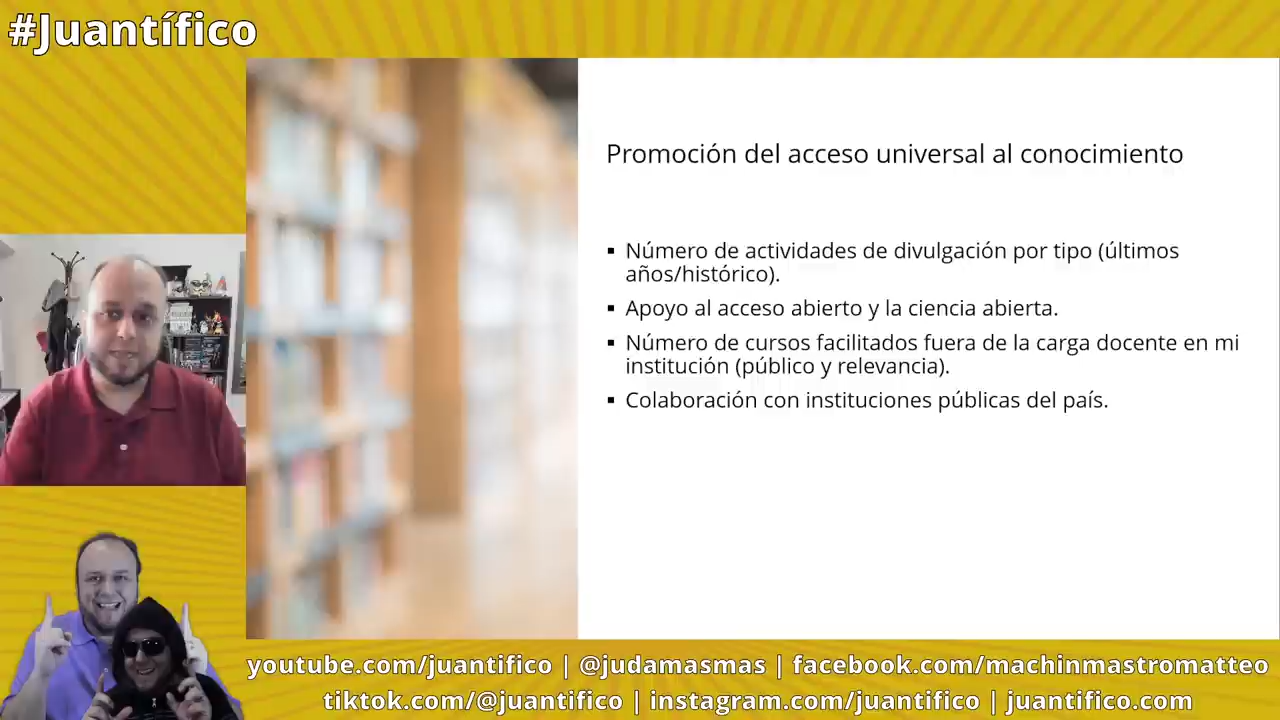 #Juantífico
Promoción del acceso universal al conocimiento
▪ Número de actividades de divulgación por tipo (últimos
años/histórico).
▪ Apoyo al acceso abierto y la ciencia abierta.
▪ Número de cursos facilitados fuera de la carga docente en mi
institución (público y relevancia).
▪ Colaboración con instituciones públicas del país.
youtube.com/juantifico | @judamasmas | facebook.com/machinmastromatteo
tiktok.com/@juantifico | instagram.com/juantifico | juantifico.com